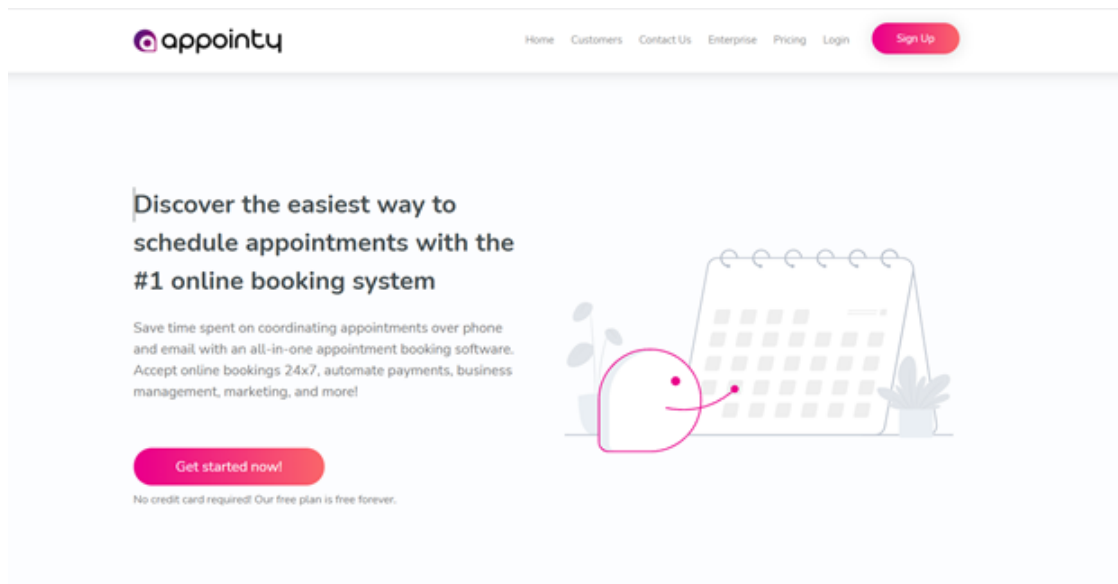 appointy
Home Customers Contact Us Enterprise Pricing Login Sign Up
Discover the easiest way to
schedule appointments with the
#1 online booking system
Save time spent on coordinating appointments over phone
and email with an all-in-one appointment booking software.
Accept online bookings 24x7, automate payments, business
management, marketing, and more!
Get started now!
No credit card required! Our free plan is free forever.